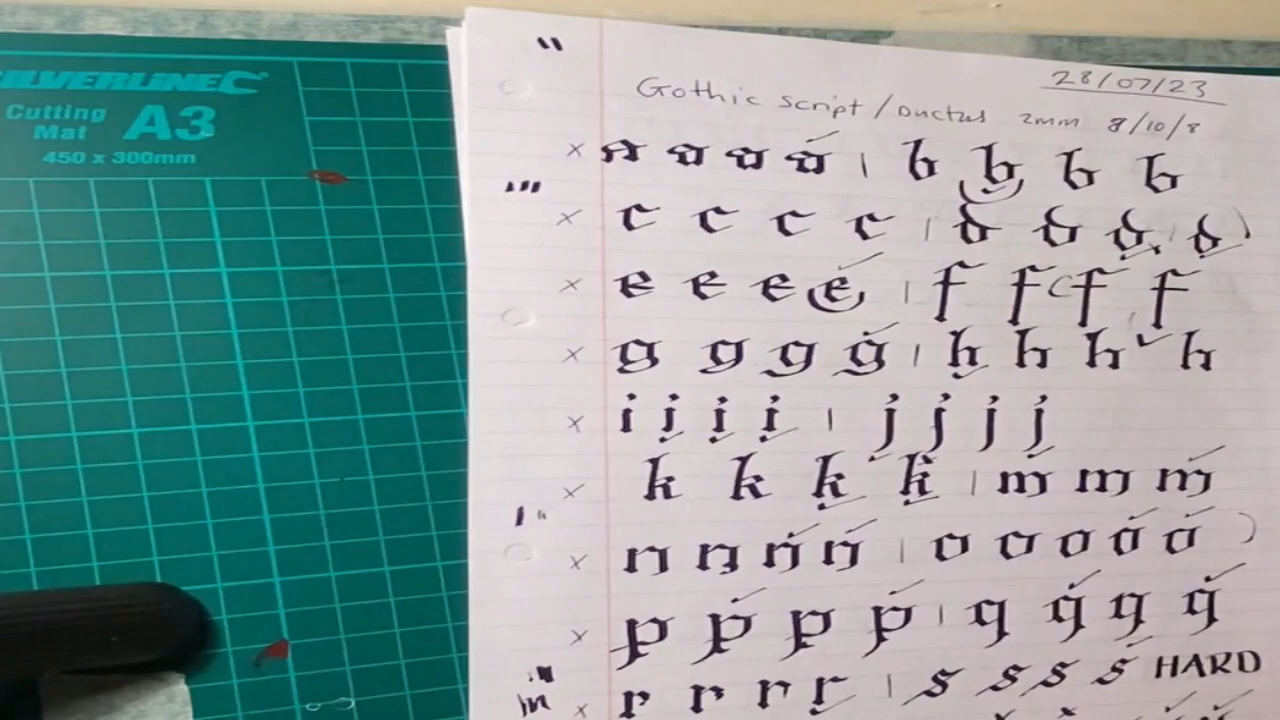 SILVERLINE
Cutting
Mat A3
450 x 300mm
28/07/23
Gothic script / Ductus 2mm 8/10/8
x a a a a | b b b b
x c c c c | d d d d )
x e e e e | f f f f
x g g g g | h h h h
x i i i i | j j j j
x k k k k | m m m
x n n n n | o o o o o )
x p p p p | q q q q
x r r r r | s s s s HARD